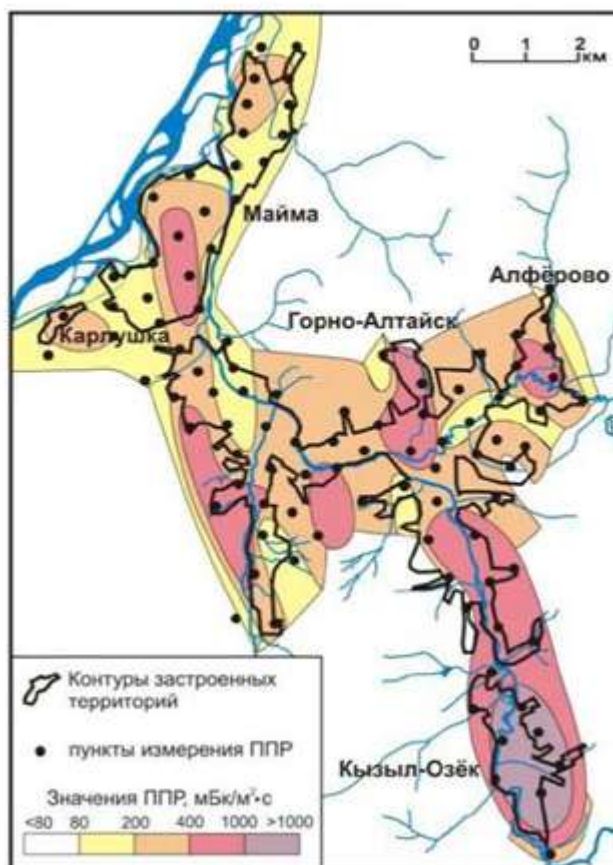 0 1 2
км
Майма
Алфёрово
Горно-Алтайск
Карлушка
Кызыл-Озёк
Контуры застроенных
территорий
пункты измерения ППР
Значения ППР, мБк/м²•с
<80 80 200 400 1000 >1000